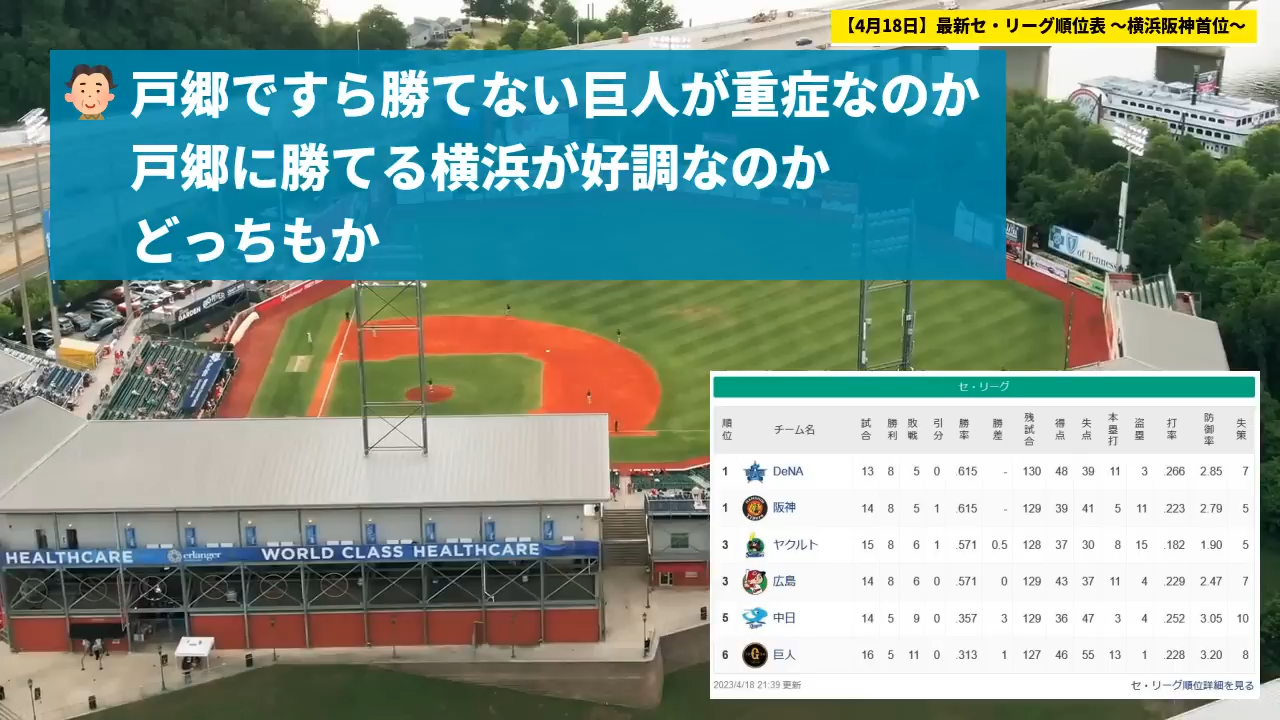 【4月18日】最新セ・リーグ順位表 ～横浜阪神首位～
戸郷ですら勝てない巨人が重症なのか
戸郷に勝てる横浜が好調なのか
どっちもか
of Tennessee
GARDEN
HEALTHCARE erlanger WORLD CLASS HEALTHCARE
セ・リーグ
順位 チーム名 試合 勝利 敗戦 引分 勝率 勝差 残試合 得点 失点 本塁打 盗塁 打率 防御率 失策
1 DeNA 13 8 5 0 .615 - 130 48 39 11 3 .266 2.85 7
1 阪神 14 8 5 1 .615 - 129 39 41 5 11 .223 2.79 5
3 ヤクルト 15 8 6 1 .571 0.5 128 37 30 8 15 .182 1.90 5
3 広島 14 8 6 0 .571 0 129 43 37 11 4 .229 2.47 7
5 中日 14 5 9 0 .357 3 129 36 47 3 4 .252 3.05 10
6 巨人 16 5 11 0 .313 1 127 46 55 13 1 .228 3.20 8
2023/4/18 21:39 更新 セ・リーグ順位詳細を見る